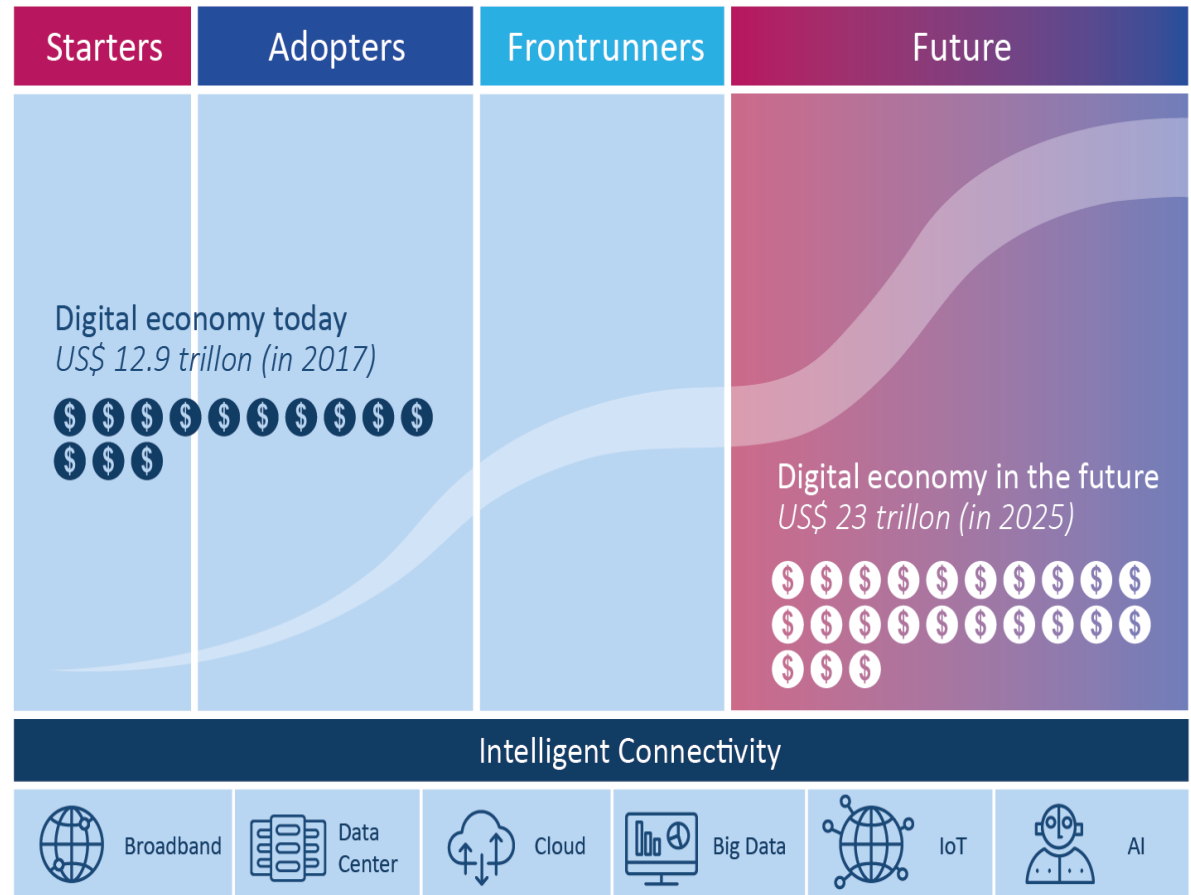 Starters
Adopters
Frontrunners
Future
Digital economy today
US$ 12.9 trillon (in 2017)
$ $ $ $ $ $ $ $ $ $
$ $ $
Digital economy in the future
US$ 23 trillon (in 2025)
$ $ $ $ $ $ $ $ $ $
$ $ $ $ $ $ $ $ $ $
$ $ $
Intelligent Connectivity
Broadband
Data
Center
Cloud
Big Data
IoT
AI